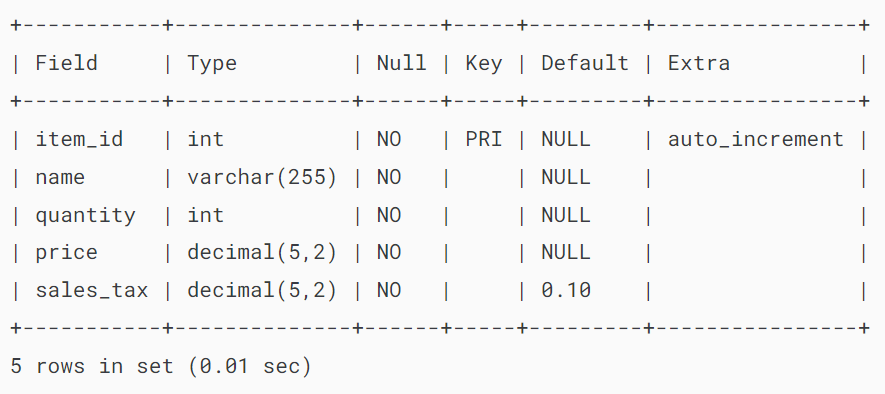 +-----------+--------------+------+-----+---------+----------------+
| Field     | Type         | Null | Key | Default | Extra          |
+-----------+--------------+------+-----+---------+----------------+
| item_id   | int          | NO   | PRI | NULL    | auto_increment |
| name      | varchar(255) | NO   |     | NULL    |                |
| quantity  | int          | NO   |     | NULL    |                |
| price     | decimal(5,2) | NO   |     | NULL    |                |
| sales_tax | decimal(5,2) | NO   |     | 0.10    |                |
+-----------+--------------+------+-----+---------+----------------+
5 rows in set (0.01 sec)